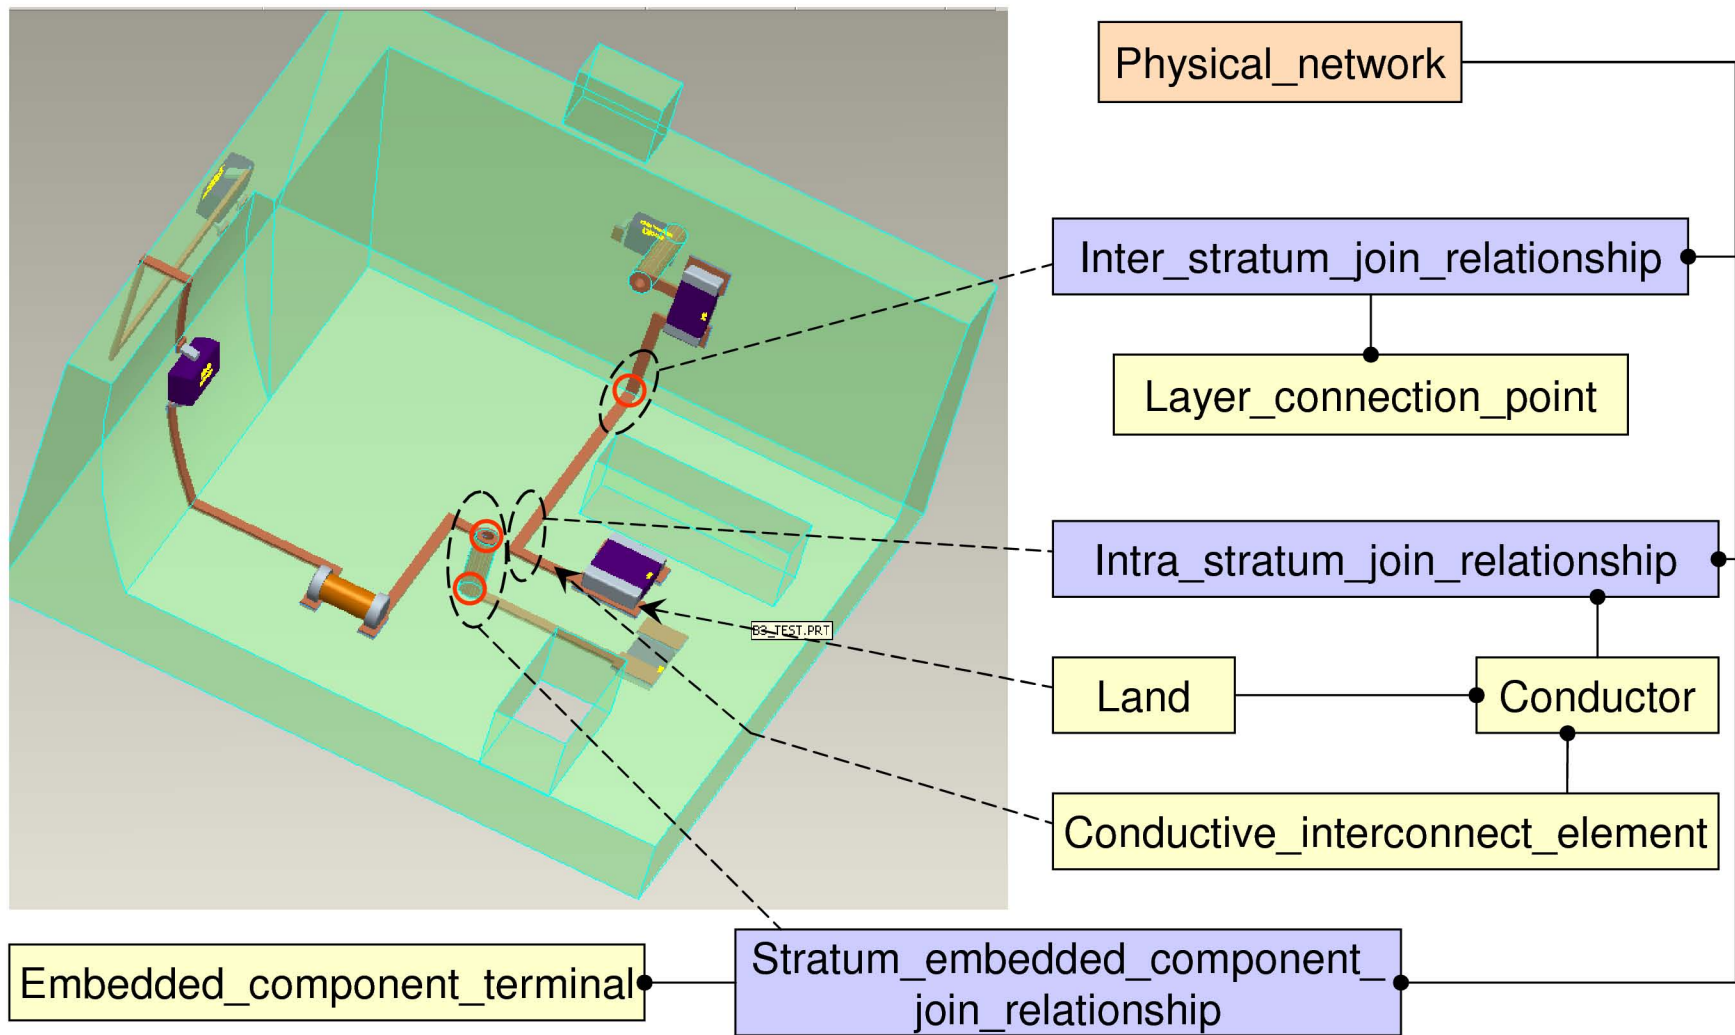 Physical_network
Inter_stratum_join_relationship
Layer_connection_point
Intra_stratum_join_relationship
B3_TEST.PRT
Land
Conductor
Conductive_interconnect_element
Embedded_component_terminal
Stratum_embedded_component_
join_relationship